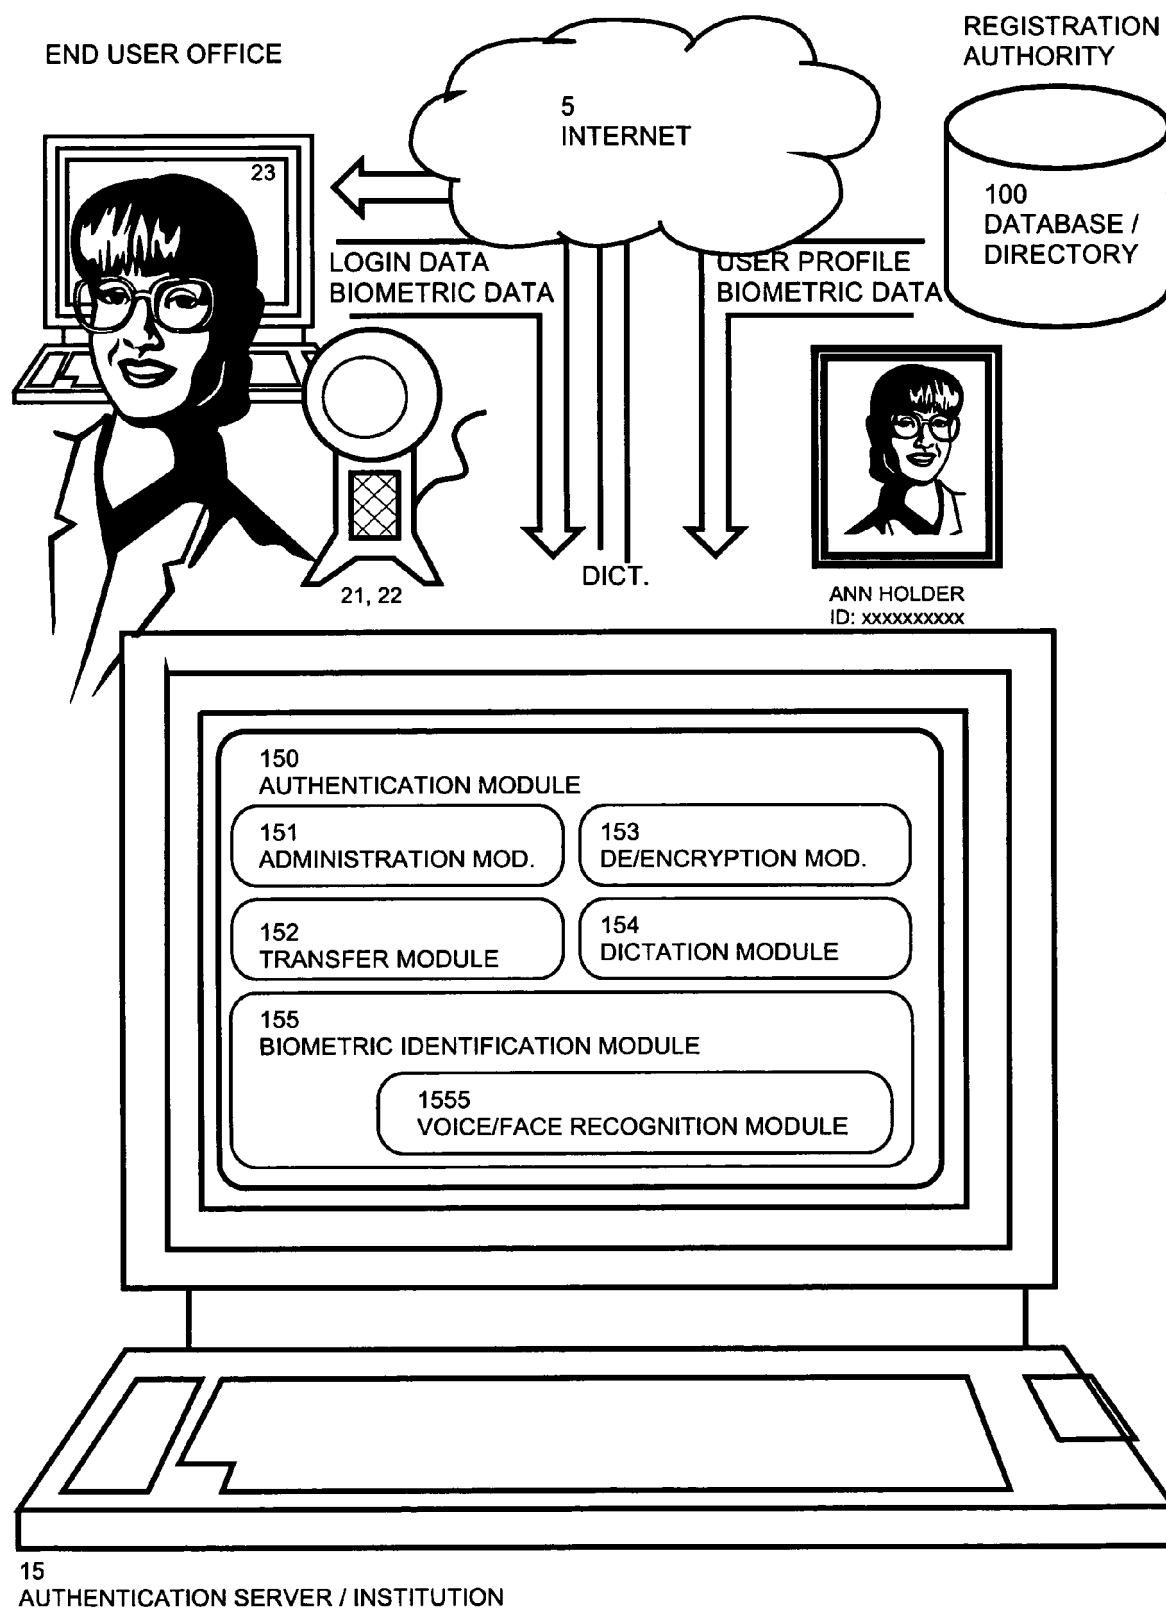 REGISTRATION
AUTHORITY
END USER OFFICE
5
INTERNET
23
100
DATABASE /
DIRECTORY
LOGIN DATA
BIOMETRIC DATA
USER PROFILE
BIOMETRIC DATA
21, 22
DICT.
ANN HOLDER
ID: xxxxxxxxxx
150
AUTHENTICATION MODULE
151
ADMINISTRATION MOD.
153
DE/ENCRYPTION MOD.
152
TRANSFER MODULE
154
DICTATION MODULE
155
BIOMETRIC IDENTIFICATION MODULE
1555
VOICE/FACE RECOGNITION MODULE
15
AUTHENTICATION SERVER / INSTITUTION